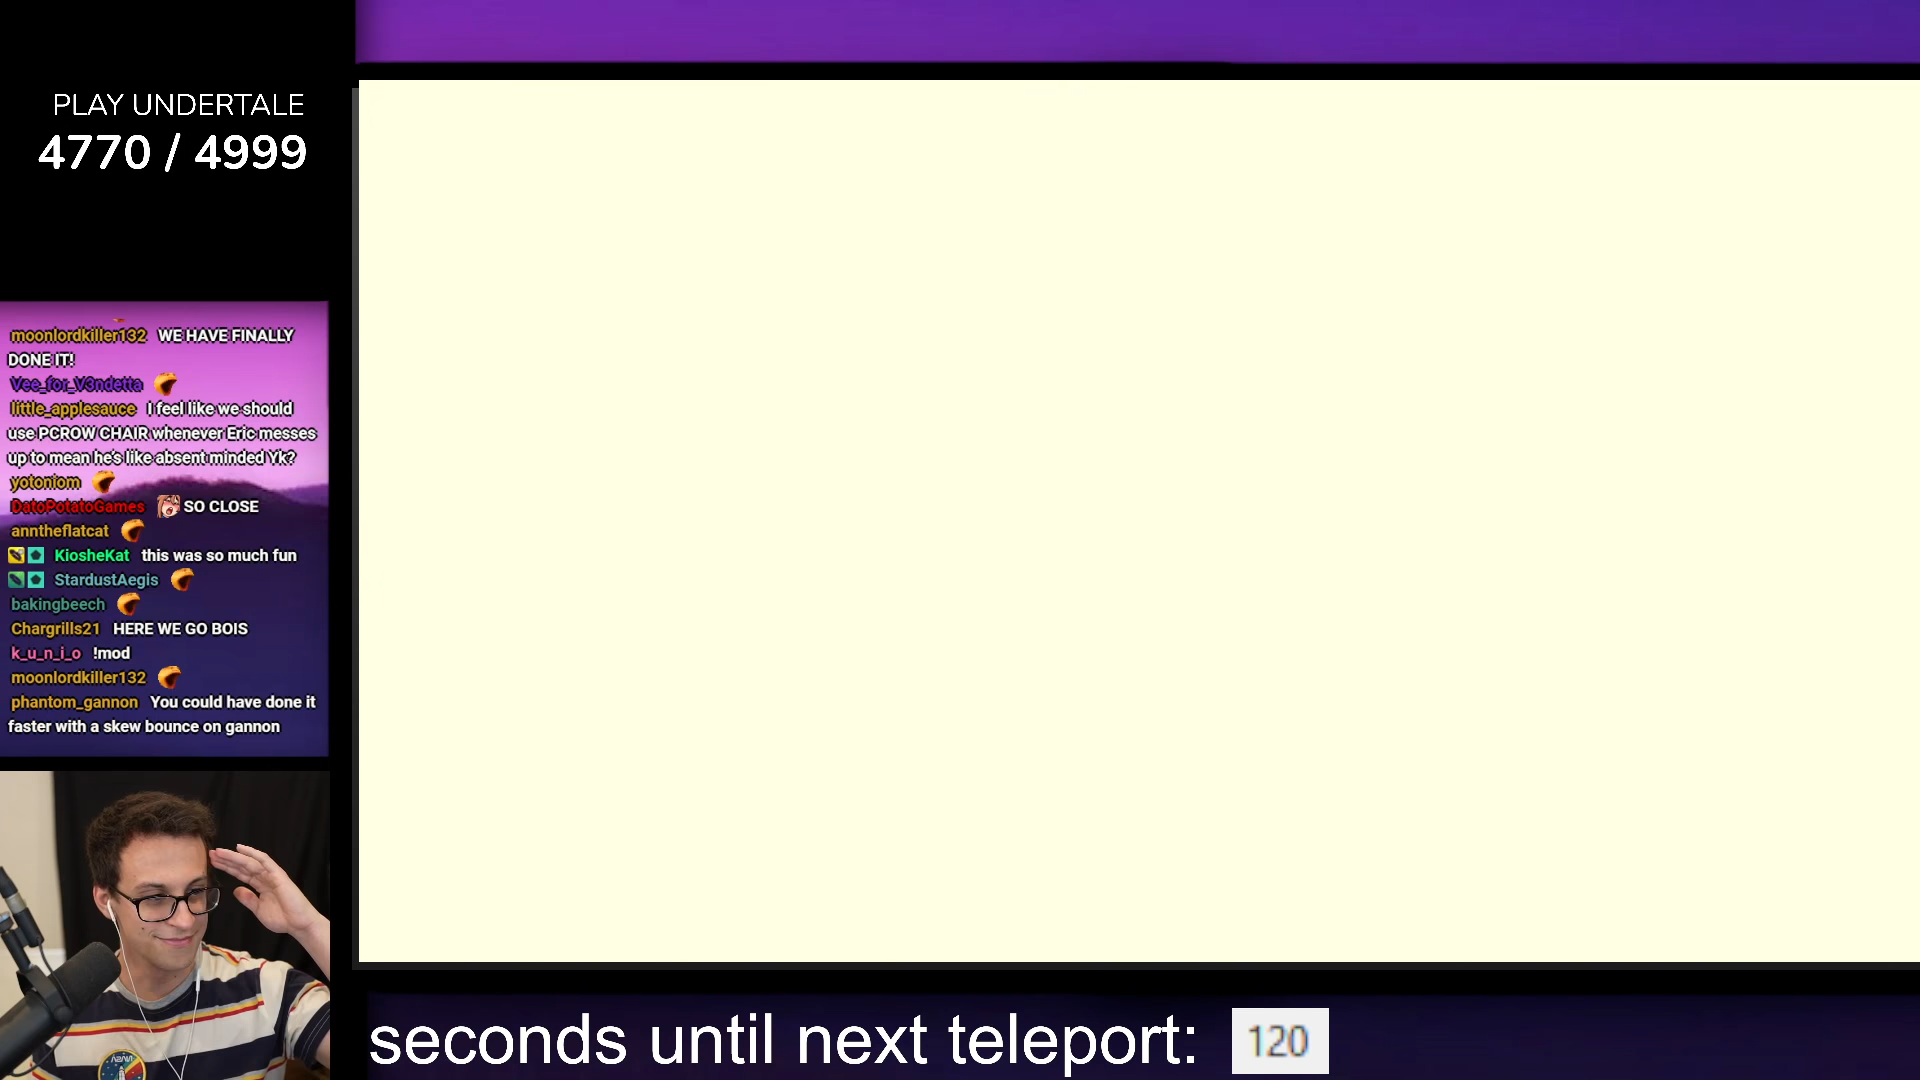 PLAY UNDERTALE
4770 / 4999
moonlordkiller132 WE HAVE FINALLY
DONE IT!
Vee_for_V3ndetta
little_applesauce I feel like we should
use PCROW CHAIR whenever Eric messes
up to mean he's like absent minded Yk?
yotoniom
DatoPotatoGames SO CLOSE
anntheflatcat
KiosheKat this was so much fun
StardustAegis
bakingbeech
Chargrills21 HERE WE GO BOIS
k_u_n_i_o !mod
moonlordkiller132
phantom_gannon You could have done it
faster with a skew bounce on gannon
seconds until next teleport: 120